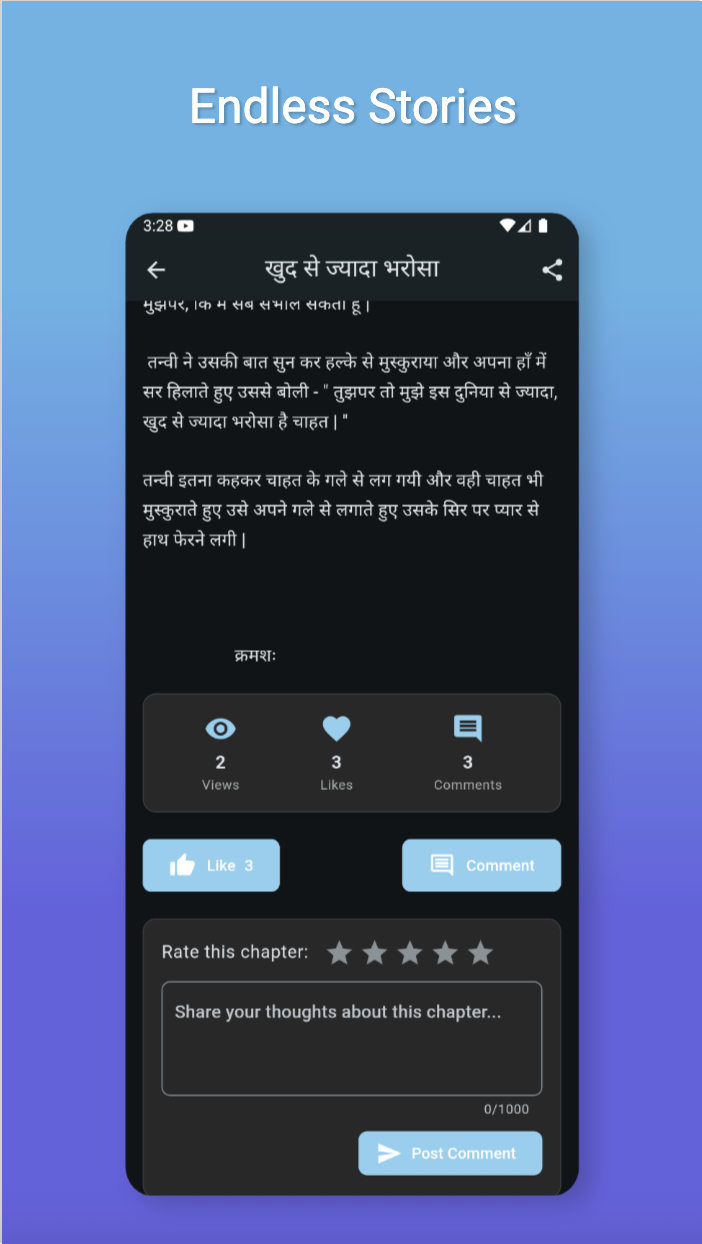 Endless Stories
3:28
खुद से ज्यादा भरोसा
मुझपर, कि मैं सब संभाल सकती हूँ |
तन्वी ने उसकी बात सुन कर हल्के से मुस्कुराया और अपना हाँ में
सर हिलाते हुए उससे बोली - " तुझपर तो मुझे इस दुनिया से ज्यादा,
खुद से ज्यादा भरोसा है चाहत | "
तन्वी इतना कहकर चाहत के गले से लग गयी और वही चाहत भी
मुस्कुराते हुए उसे अपने गले से लगाते हुए उसके सिर पर प्यार से
हाथ फेरने लगी |
क्रमशः
2 3 3
Views Likes Comments
Like 3 Comment
Rate this chapter:
Share your thoughts about this chapter...
0/1000
Post Comment